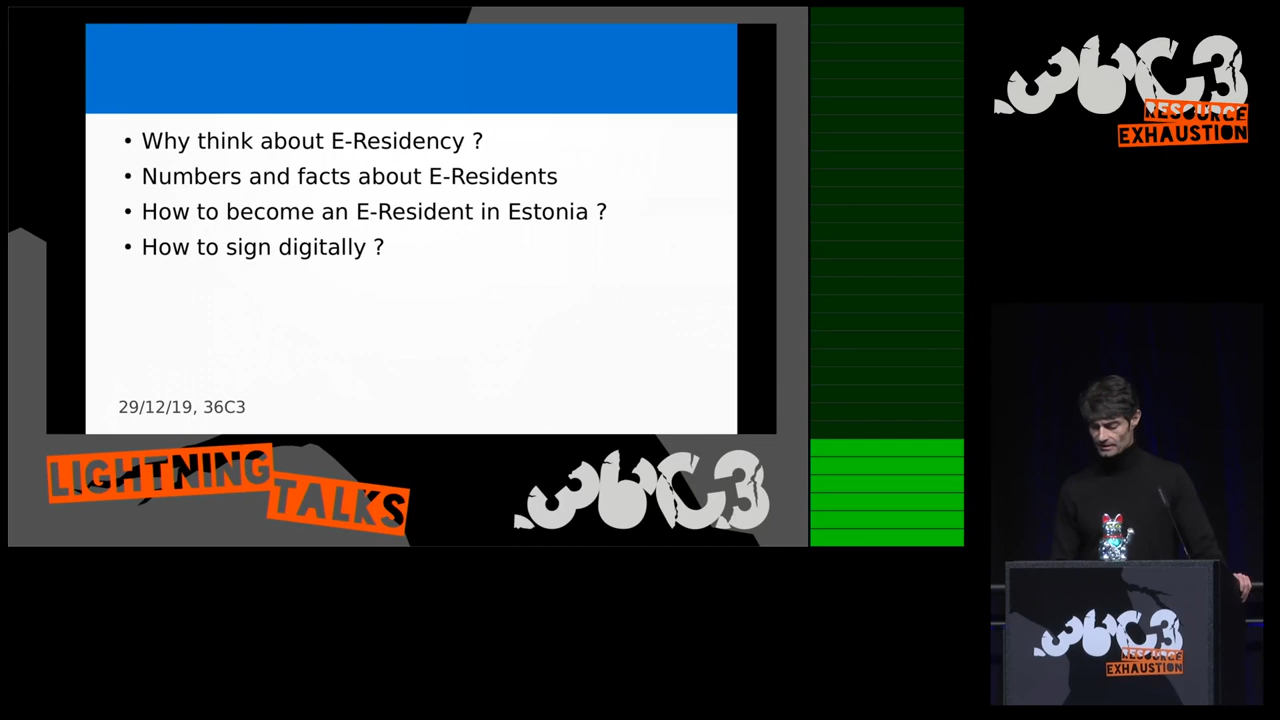 • Why think about E-Residency ?
• Numbers and facts about E-Residents
• How to become an E-Resident in Estonia ?
• How to sign digitally ?
29/12/19, 36C3
LIGHTNING
TALKS
36C3
36C3
RESOURCE
EXHAUSTION
36C3
RESOURCE
EXHAUSTION